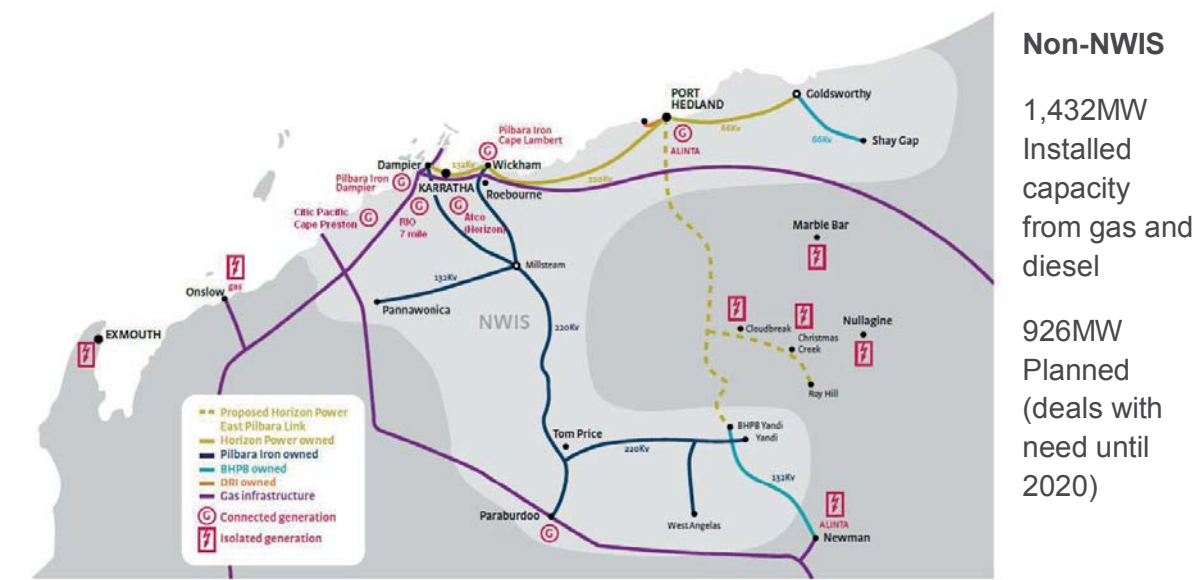 Non-NWIS
1,432MW
Installed
capacity
from gas and
diesel
926MW
Planned
(deals with
need until
2020)
PORT
HEDLAND
G
ALINTA
Goldsworthy
66Kv
66Kv
Shay Gap
Pilbara Iron
Cape Lambert
G
Dampier
132Kv
Wickham
Pilbara Iron
Dampier
G
KARRATHA
Roebourne
220Kv
Citic Pacific
Cape Preston
G
G
RIO
7 mile
G
Atco
(Horizon)
Marble Bar
Millstream
132Kv
Pannawonica
NWIS
220Kv
gas
Onslow
EXMOUTH
Cloudbreak
Christmas
Creek
Nullagine
Roy Hill
Proposed Horizon Power
East Pilbara Link
Horizon Power owned
Pilbara Iron owned
BHPB owned
DRI owned
Gas infrastructure
G
Connected generation
Isolated generation
Tom Price
220Kv
BHPB Yandi
Yandi
132Kv
Paraburdoo
G
West Angelas
ALINTA
Newman